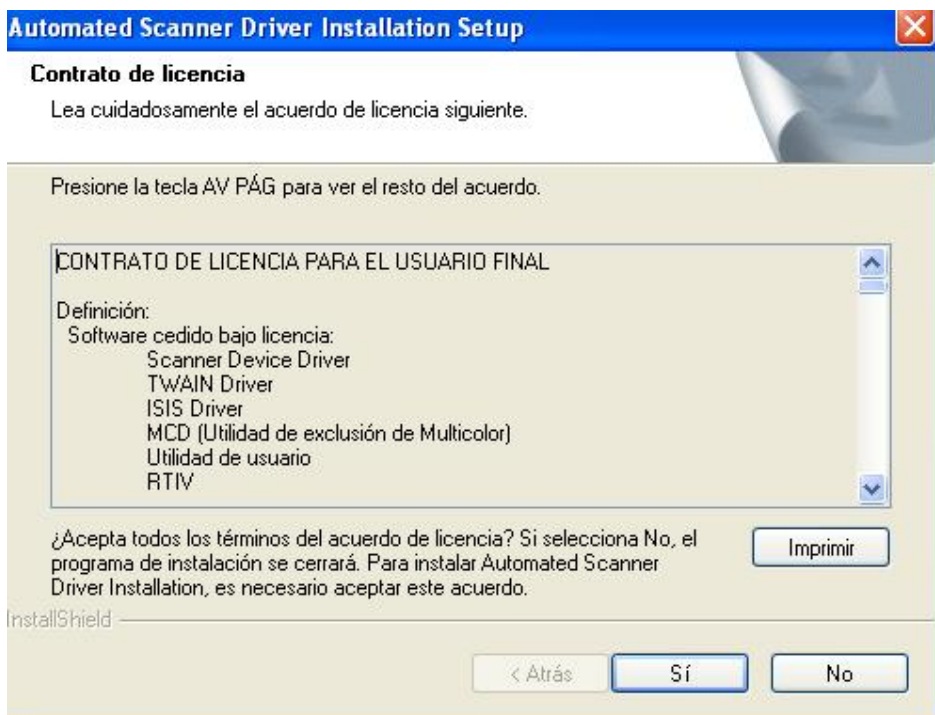 Automated Scanner Driver Installation Setup
Contrato de licencia
Lea cuidadosamente el acuerdo de licencia siguiente.
Presione la tecla AV PÁG para ver el resto del acuerdo.
CONTRATO DE LICENCIA PARA EL USUARIO FINAL
Definición:
Software cedido bajo licencia:
Scanner Device Driver
TWAIN Driver
ISIS Driver
MCD (Utilidad de exclusión de Multicolor)
Utilidad de usuario
RTIV
¿Acepta todos los términos del acuerdo de licencia? Si selecciona No, el
programa de instalación se cerrará. Para instalar Automated Scanner
Driver Installation, es necesario aceptar este acuerdo.
Imprimir
InstallShield
< Atrás
Sí
No